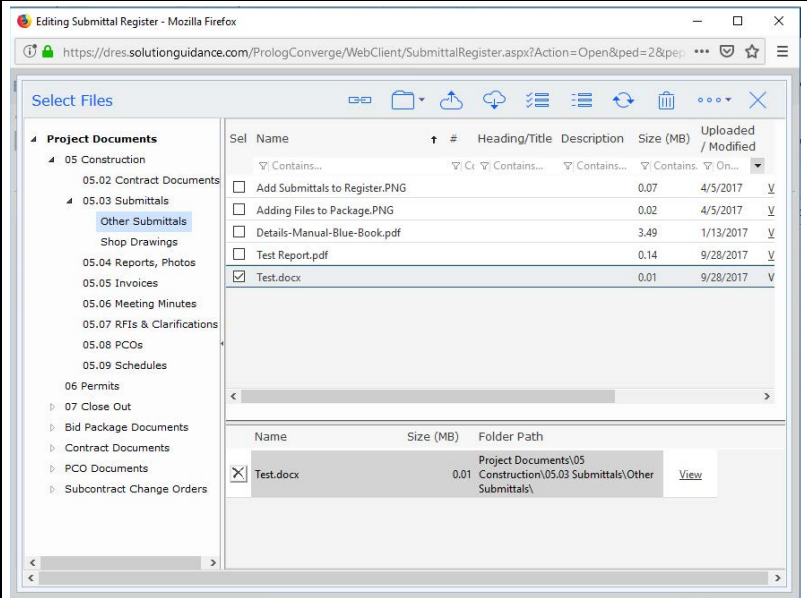 Editing Submittal Register - Mozilla Firefox
https://dres.solutionguidance.com/PrologConverge/WebClient/SubmittalRegister.aspx?Action=Open&ped=2&pep
Select Files
Project Documents
05 Construction
05.02 Contract Documents
05.03 Submittals
Other Submittals
Shop Drawings
05.04 Reports, Photos
05.05 Invoices
05.06 Meeting Minutes
05.07 RFIs & Clarifications
05.08 PCOs
05.09 Schedules
06 Permits
07 Close Out
Bid Package Documents
Contract Documents
PCO Documents
Subcontract Change Orders
Sel Name # Heading/Title Description Size (MB) Uploaded / Modified
Contains... Cc Contains... Contains... Contains. On...
Add Submittals to Register.PNG 0.07 4/5/2017 V
Adding Files to Package.PNG 0.02 4/5/2017 V
Details-Manual-Blue-Book.pdf 3.49 1/13/2017 V
Test Report.pdf 0.14 9/28/2017 V
Test.docx 0.01 9/28/2017 V
Name Size (MB) Folder Path
Test.docx 0.01 Project Documents\05
Construction\05.03 Submittals\Other
Submittals\
View